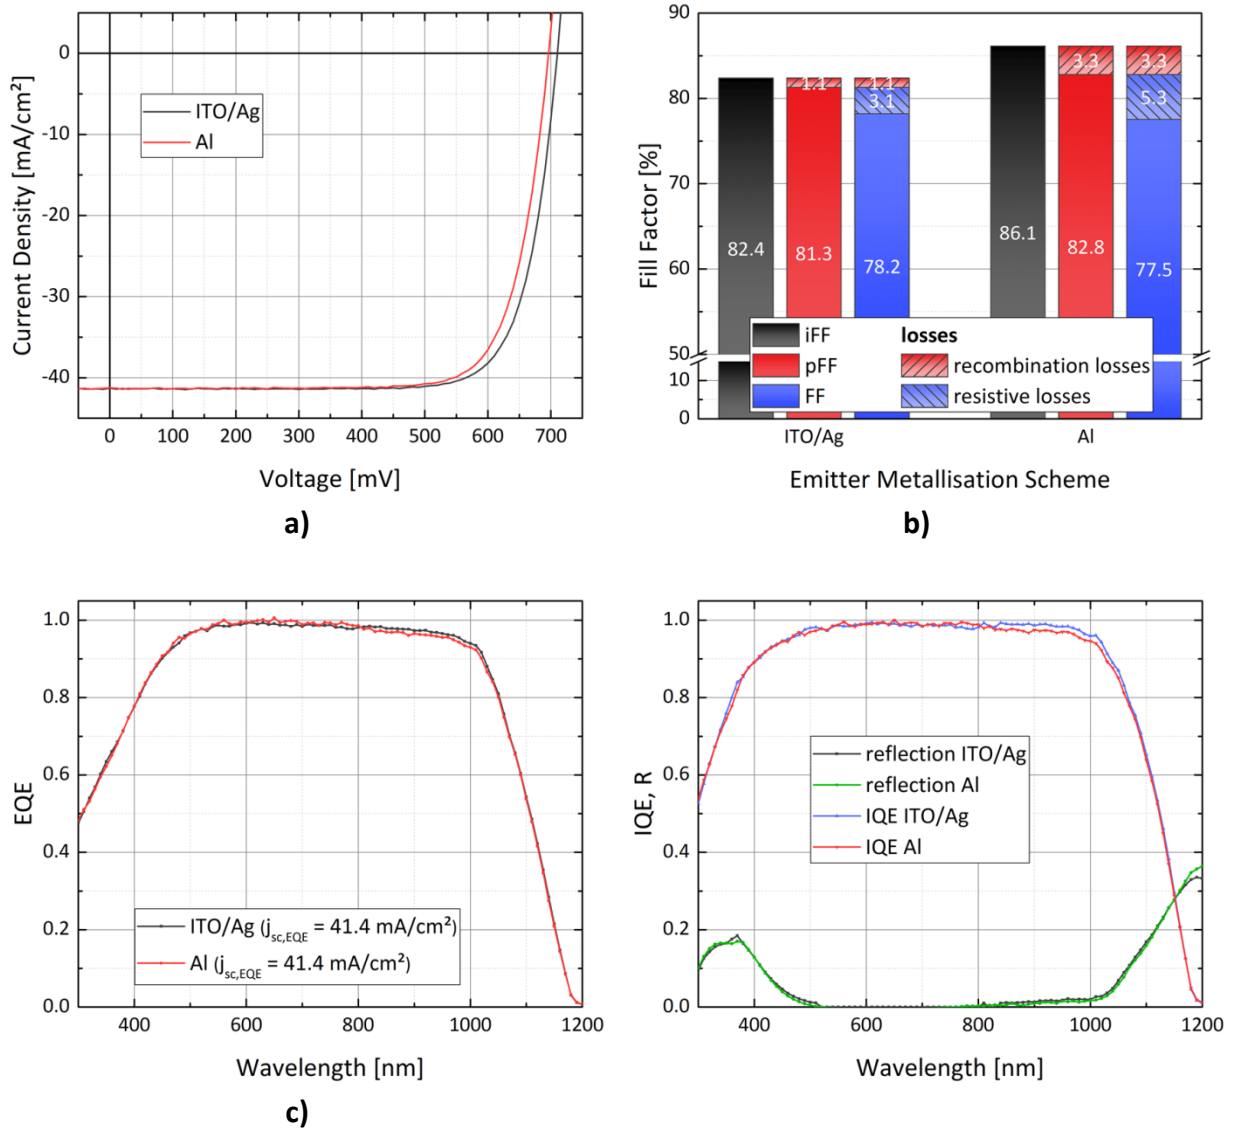 0
-10
-20
-30
-40
Current Density [mA/cm²]
ITO/Ag
Al
0
100
200
300
400
500
600
700
Voltage [mV]
a)
90
80
70
60
50
10
0
Fill Factor [%]
82.4
1.1
81.3
1.1
3.1
78.2
86.1
3.3
82.8
3.3
5.3
77.5
iFF
pFF
FF
losses
recombination losses
resistive losses
ITO/Ag
Al
Emitter Metallisation Scheme
b)
1.0
0.8
0.6
0.4
0.2
0.0
EQE
ITO/Ag (jsc,EQE = 41.4 mA/cm²)
Al (jsc,EQE = 41.4 mA/cm²)
400
600
800
1000
1200
Wavelength [nm]
c)
1.0
0.8
0.6
0.4
0.2
0.0
IQE, R
reflection ITO/Ag
reflection Al
IQE ITO/Ag
IQE Al
400
600
800
1000
1200
Wavelength [nm]